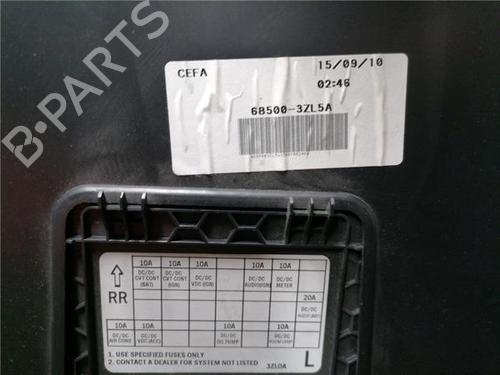 CEFA 15/09/10
02:46
68500-3ZL5A
10A 10A 10A 10A 10A
DC/DC DC/DC DC/DC DC/DC DC/DC
CVT CONT CVT CONT VDC (IGN) AUDIO(IGN) METER
(BAT) (IGN)
RR
20A
DC/DC
10A 10A 10A 10A
DC/DC DC/DC DC/DC DC/DC
AIR COND VDC (ACC) OIL PUMP
1. USE SPECIFIED FUSES ONLY
2. CONTACT A DEALER FOR SYSTEM NOT LISTED
3ZL0A
L
B-PARTS